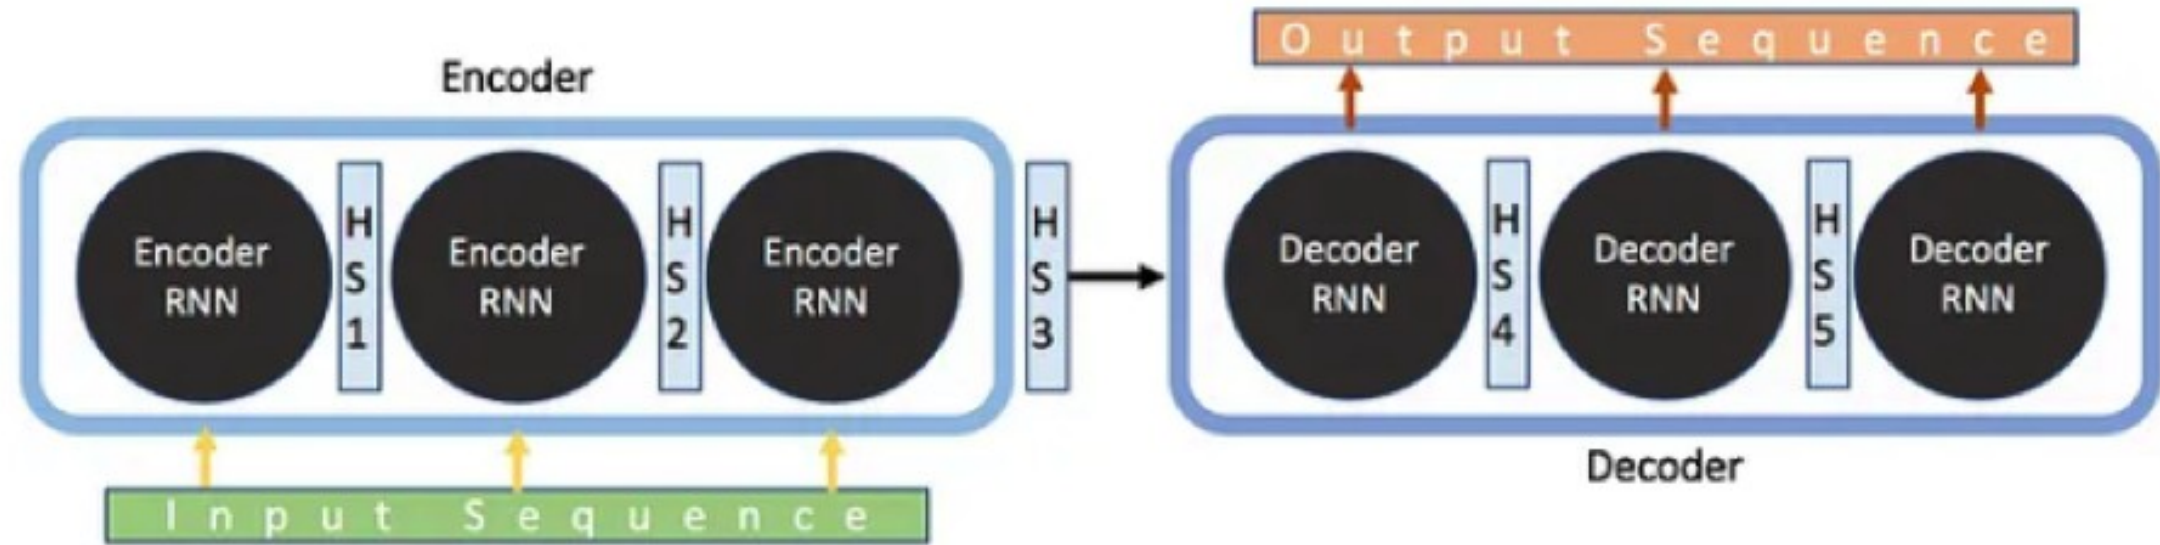 Output Sequence
Encoder
Encoder
RNN
H
S
1
Encoder
RNN
H
S
2
Encoder
RNN
H
S
3
Decoder
RNN
H
S
4
Decoder
RNN
H
S
5
Decoder
RNN
Decoder
Input Sequence